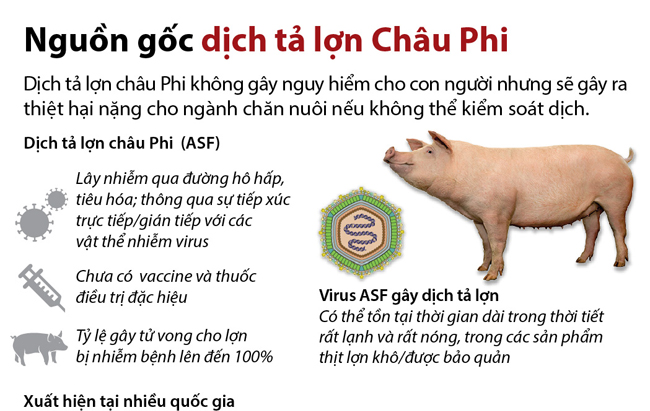 Nguồn gốc dịch tả lợn Châu Phi
Dịch tả lợn châu Phi không gây nguy hiểm cho con người nhưng sẽ gây ra
thiệt hại nặng cho ngành chăn nuôi nếu không thể kiểm soát dịch.
Dịch tả lợn châu Phi (ASF)
Lây nhiễm qua đường hô hấp,
tiêu hóa; thông qua sự tiếp xúc
trực tiếp/gián tiếp với các
vật thể nhiễm virus
Chưa có vaccine và thuốc
điều trị đặc hiệu
Tỷ lệ gây tử vong cho lợn
bị nhiễm bệnh lên đến 100%
Virus ASF gây dịch tả lợn
Có thể tồn tại thời gian dài trong thời tiết
rất lạnh và rất nóng, trong các sản phẩm
thịt lợn khô/được bảo quản
Xuất hiện tại nhiều quốc gia